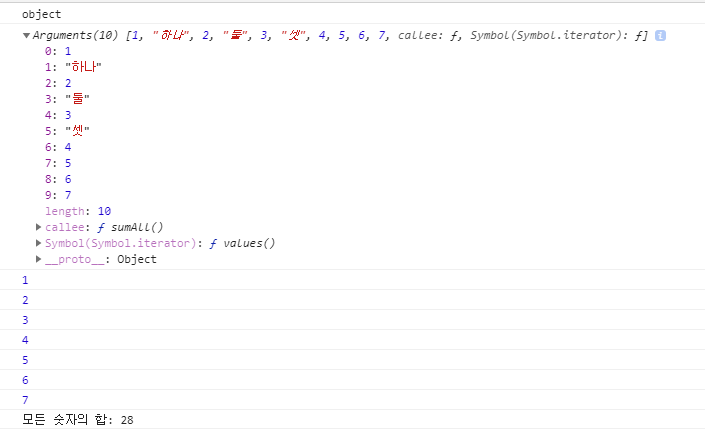 object
Arguments(10) [1, "하나", 2, "둘", 3, "셋", 4, 5, 6, 7, callee: ƒ, Symbol(Symbol.iterator): ƒ] i
0: 1
1: "하나"
2: 2
3: "둘"
4: 3
5: "셋"
6: 4
7: 5
8: 6
9: 7
length: 10
callee: ƒ sumAll()
Symbol(Symbol.iterator): ƒ values()
__proto__: Object
1
2
3
4
5
6
7
모든 숫자의 합: 28